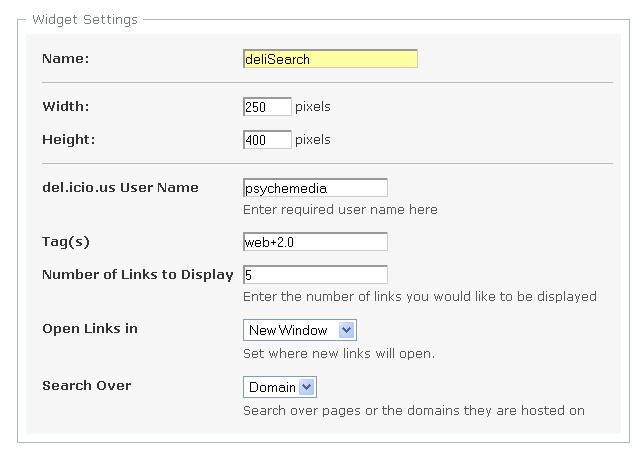 Widget Settings
Name: deliSearch
Width: 250 pixels
Height: 400 pixels
del.icio.us User Name psychemedia
Enter required user name here
Tag(s) web+2.0
Number of Links to Display 5
Enter the number of links you would like to be displayed
Open Links in New Window
Set where new links will open.
Search Over Domain
Search over pages or the domains they are hosted on